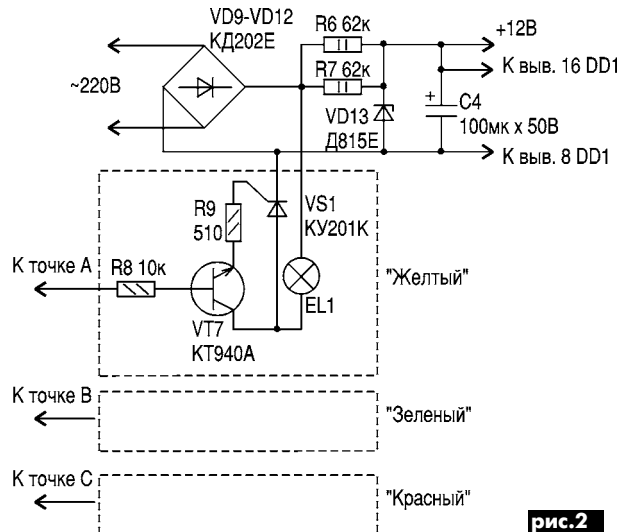 VD9-VD12
КД202Е
R6 62к
+12В
R7 62к
К выв. 16 DD1
~220В
+
C4
VD13
100мк x 50В
Д815Е
К выв. 8 DD1
R9
510
VS1
КУ201К
К точке А
R8 10к
"Желтый"
EL1
VT7
КТ940А
К точке В
"Зеленый"
К точке С
"Красный"
рис.2